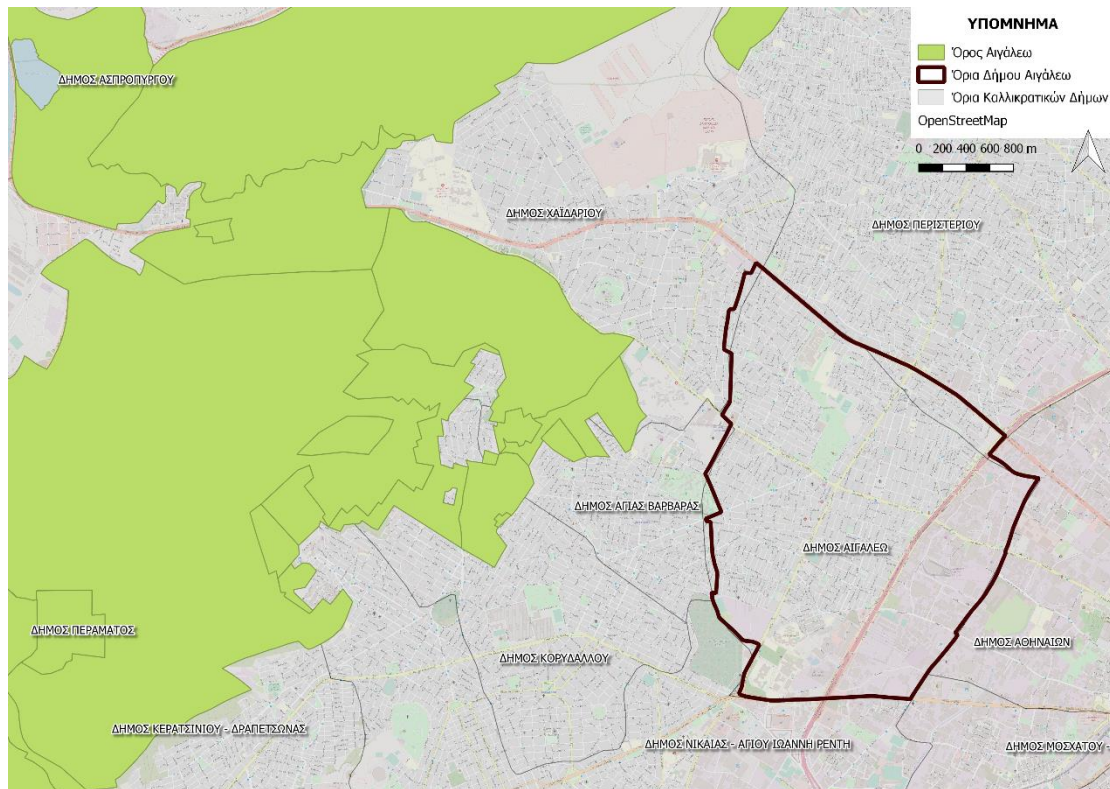 ΥΠΟΜΝΗΜΑ
Όρος Αιγάλεω
Όρια Δήμου Αιγάλεω
Όρια Καλλικρατικών Δήμων
OpenStreetMap
0 200 400 600 800 m
ΔΗΜΟΣ ΑΣΠΡΟΠΥΡΓΟΥ
ΔΗΜΟΣ ΧΑΪΔΑΡΙΟΥ
ΔΗΜΟΣ ΠΕΡΙΣΤΕΡΙΟΥ
ΔΗΜΟΣ ΑΓΙΑΣ ΒΑΡΒΑΡΑΣ
ΔΗΜΟΣ ΑΙΓΑΛΕΩ
ΔΗΜΟΣ ΠΕΡΑΜΑΤΟΣ
ΔΗΜΟΣ ΑΘΗΝΑΙΩΝ
ΔΗΜΟΣ ΚΟΡΥΔΑΛΛΟΥ
ΔΗΜΟΣ ΚΕΡΑΤΣΙΝΙΟΥ - ΔΡΑΠΕΤΣΩΝΑΣ
ΔΗΜΟΣ ΝΙΚΑΙΑΣ - ΑΓΙΟΥ ΙΩΑΝΝΗ ΡΕΝΤΗ
ΔΗΜΟΣ ΜΟΣΧΑΤΟΥ -